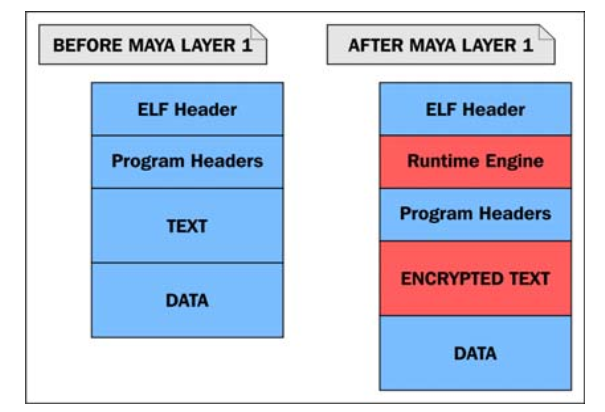 BEFORE MAYA LAYER 1
ELF Header
Program Headers
TEXT
DATA
AFTER MAYA LAYER 1
ELF Header
Runtime Engine
Program Headers
ENCRYPTED TEXT
DATA